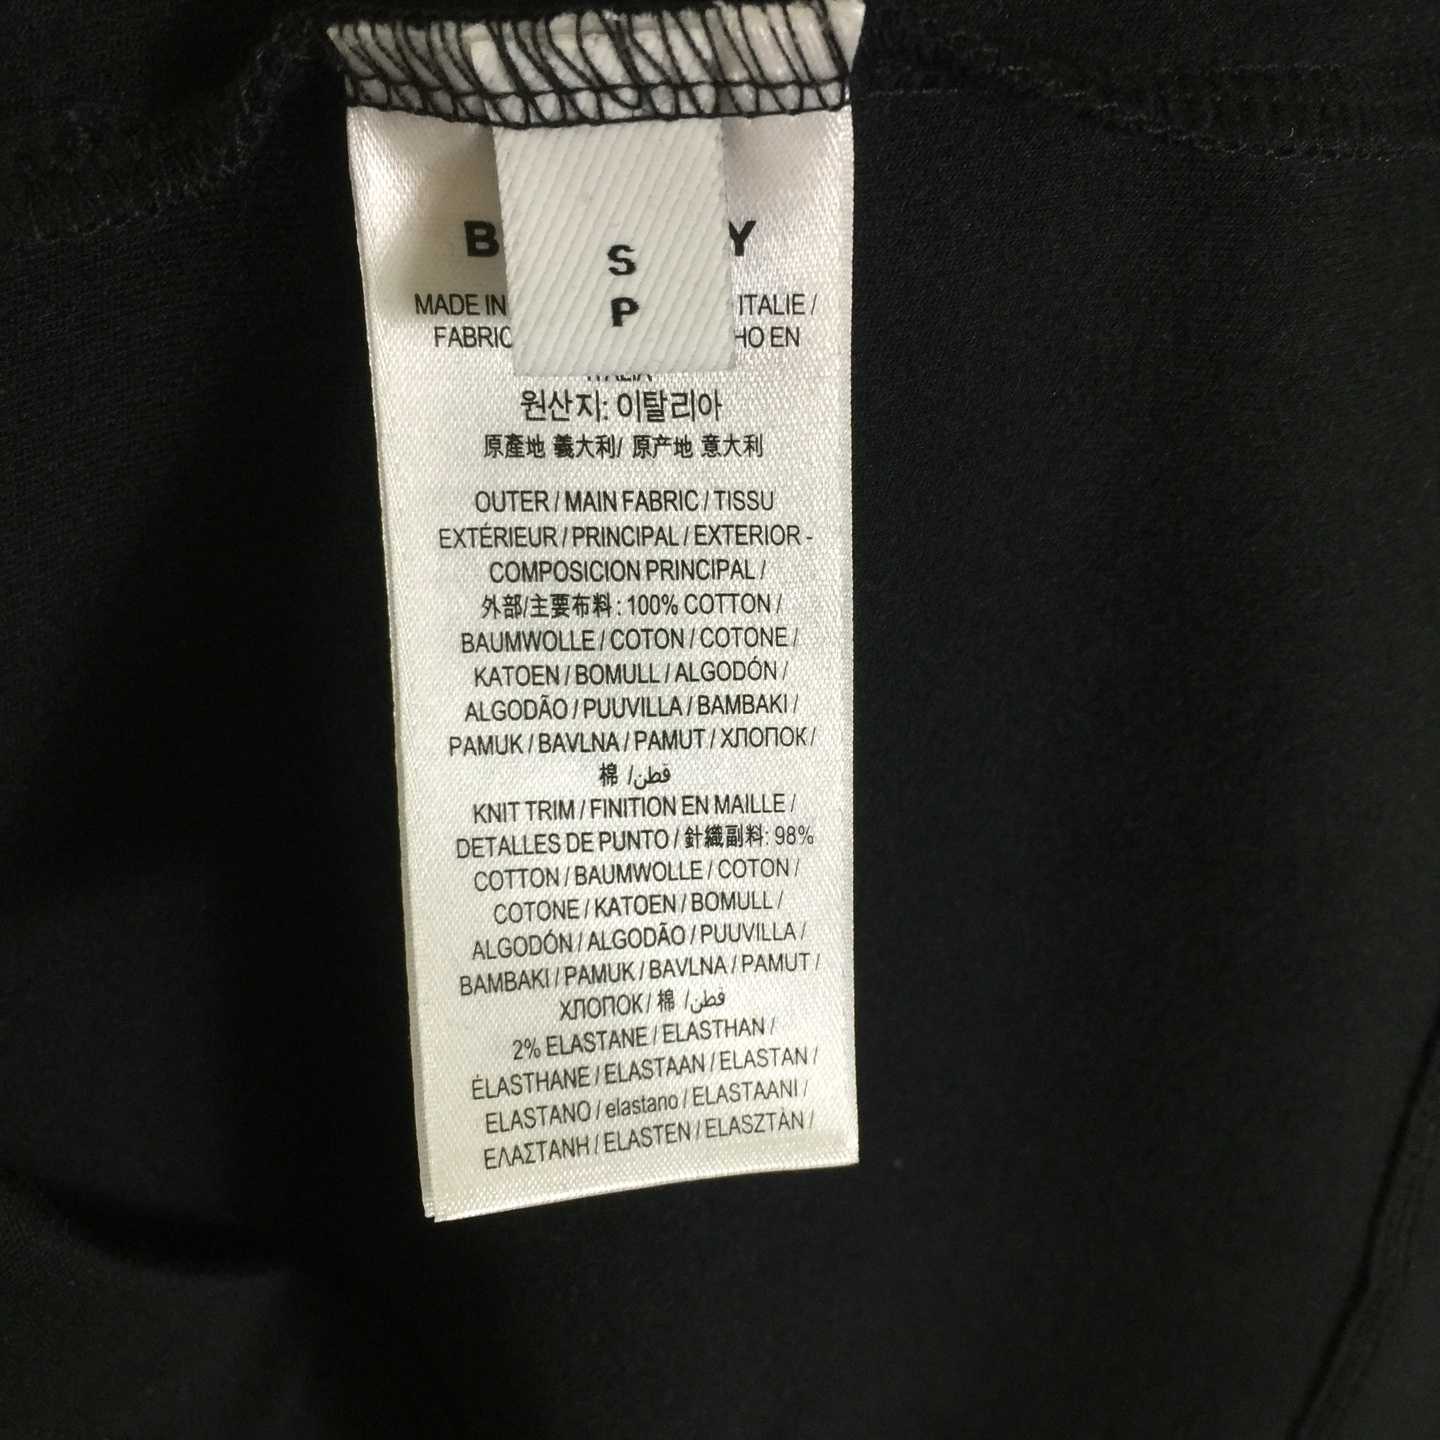 S
P
MADE IN ITALIE /
EN
원산지: 이탈리아
原產地 義大利/ 原产地 意大利
OUTER / MAIN FABRIC / TISSU
EXTÉRIEUR / PRINCIPAL / EXTERIOR -
COMPOSICION PRINCIPAL /
外部/主要布料: 100% COTTON /
BAUMWOLLE / COTON / COTONE /
KATOEN / BOMULL / ALGODÓN /
ALGODÃO / PUUVILLA / BAMBAKI /
PAMUK / BAVLNA / PAMUT / ХЛОПОК /
棉 /قطن
KNIT TRIM / FINITION EN MAILLE /
DETALLES DE PUNTO / 針織副料: 98%
COTTON / BAUMWOLLE / COTON /
COTONE / KATOEN / BOMULL /
ALGODÓN / ALGODÃO / PUUVILLA /
BAMBAKI / PAMUK / BAVLNA / PAMUT /
ХЛОПОК / 棉 /قطن
2% ELASTANE / ELASTHAN /
ÉLASTHANE / ELASTAAN / ELASTAN /
ELASTANO / elastano / ELASTAANI /
ΕΛΑΣΤΑΝΗ / ELASTEN / ELASZTÀN /